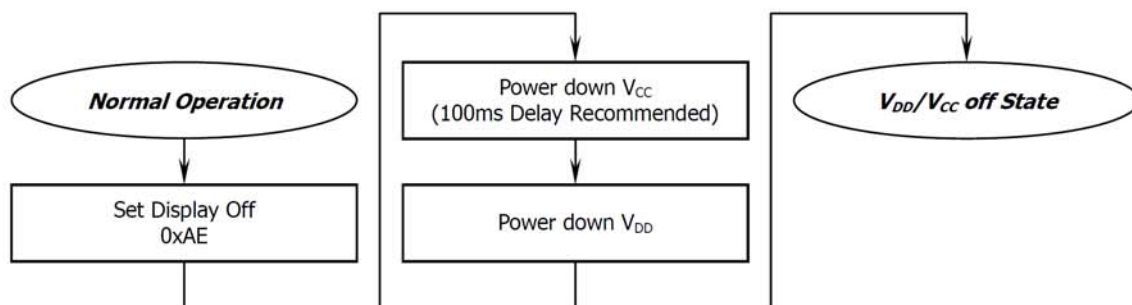 Normal Operation
Set Display Off
0xAE
Power down VCC
(100ms Delay Recommended)
Power down VDD
VDD/VCC off State